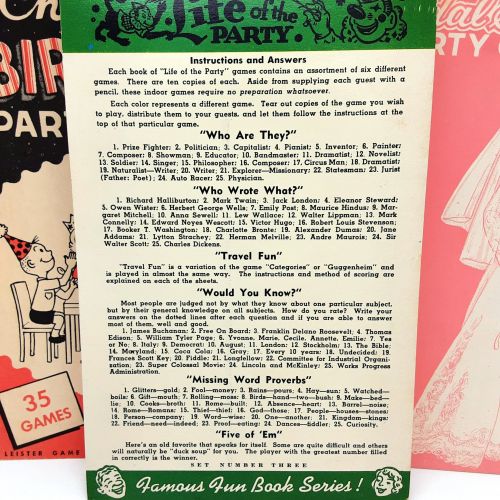 Life of the
PARTY
Instructions and Answers
Each book of "Life of the Party" games contains an assortment of six different
games. There are ten copies of each. Aside from supplying each guest with a
pencil, these indoor games require no preparation whatsoever.
Each color represents a different game. Tear out copies of the game you wish
to play, distribute them to your guests, and let them follow the instructions at the
top of that particular game.
"Who Are They?"
1. Prize Fighter; 2. Politician; 3. Capitalist; 4. Pianist; 5. Inventor; 6. Painter;
7. Composer; 8. Showman; 9. Educator; 10. Bandmaster; 11. Dramatist; 12. Novelist;
13. Soldier; 14. Singer; 15. Philosopher; 16. Composer; 17. Circus Man; 18. Dramatist;
19. Naturalist—Writer; 20. Writer; 21. Explorer—Missionary; 22. Statesman; 23. Jurist
(Father: Poet); 24. Auto Racer; 25. Physician.
"Who Wrote What?"
1. Richard Halliburton; 2. Mark Twain; 3. Jack London; 4. Eleanor Steward;
5. Owen Wister; 6. Herbert George Wells; 7. Emily Post; 8. Maurice Hindus; 9. Mar-
garet Mitchell; 10. Anna Sewell; 11. Lew Wallace; 12. Walter Lippman; 13. Mark
Connelly; 14. Edward Noyes Wescott; 15. Victor Hugo; 16. Robert Louis Stevenson;
17. Booker T. Washington; 18. Charlotte Bronte; 19. Alexander Dumas; 20. Jane
Addams; 21. Lytton Strachey; 22. Herman Melville; 23. Andre Maurois; 24. Sir
Walter Scott; 25. Charles Dickens.
"Travel Fun"
"Travel Fun" is a variation of the game "Categories" or "Guggenheim" and
is played in almost the same way. The instructions and method of scoring are
explained on each of the sheets.
"Would You Know?"
Most people are judged not by what they know about one particular subject,
but by their general knowledge on all subjects. How do you rate? Write your
answers on the dotted lines after each question and if you are able to answer
most of them, well and good.
1. James Buchanan; 2. Free On Board; 3. Franklin Delano Roosevelt; 4. Thomas
Edison; 5. William Tyler Page; 6. Yvonne, Marie, Cecile, Annette, Emilie; 7. Yes
or No; 8. Italy; 9. Democratic; 10. August; 11. London; 12. Stockholm; 13. The Bible;
14. Maryland; 15. Coca Cola; 16. Gray; 17. Every 10 years; 18. Undecided; 19.
Frances Scott Key; 20. Fiddle; 21. Longfellow; 22. Committee for Industrial Organi-
zation; 23. Super Colossal Movie; 24. Lincoln and McKinley; 25. Works Progress
Administration.
"Missing Word Proverbs"
1. Glitters—gold; 2. Fool—money; 3. Rains—pours; 4. Hay—sun; 5. Watched—
boils; 6. Gift—mouth; 7. Rolling—moss; 8. Birds—hand—two—bush; 9. Make—bed—
lie; 10. Cooks—broth; 11. Rome—built; 12. Absence—heart; 13. Barrel—noise;
14. Rome—Romans; 15. Thief—thief; 16. God—those; 17. People—houses—stones;
18. Person—company; 19. Word—wise; 20. One—another; 21. Kingdom—kings;
22. Friend—need—indeed; 23. Proof—eating; 24. Dances—fiddler; 25. Curiosity.
"Five of 'Em"
Here's an old favorite that speaks for itself. Some are quite difficult and others
will naturally be "duck soup" for you. The player with the greatest number filled
in correctly is the winner.
SET NUMBER THREE
Famous Fun Book Series!
BIR
PAR
35
GAMES
LEISTER GAME
RTY